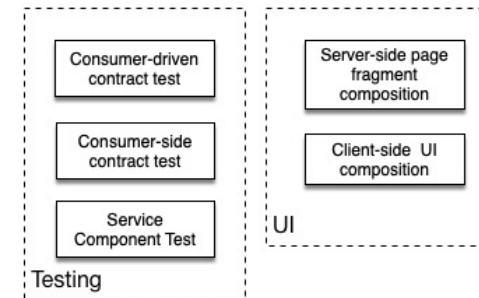 Consumer-driven
contract test
Consumer-side
contract test
Service
Component Test
Testing
Server-side page
fragment
composition
Client-side UI
composition
UI